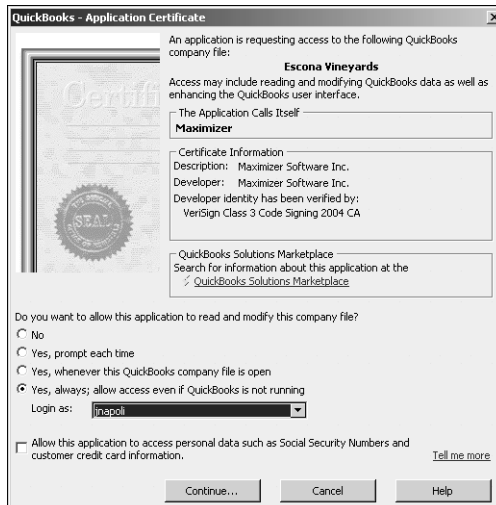 QuickBooks - Application Certificate
An application is requesting access to the following QuickBooks
company file:
Escona Vineyards
Access may include reading and modifying QuickBooks data as well as
enhancing the QuickBooks user interface.
The Application Calls Itself
Maximizer
Certificate Information
Description: Maximizer Software Inc.
Developer: Maximizer Software Inc.
Developer identity has been verified by:
VeriSign Class 3 Code Signing 2004 CA
QuickBooks Solutions Marketplace
Search for information about this application at the
QuickBooks Solutions Marketplace
Certifi
SEAL
Do you want to allow this application to read and modify this company file?
No
Yes, prompt each time
Yes, whenever this QuickBooks company file is open
Yes, always; allow access even if QuickBooks is not running
Login as: jnapoli
Allow this application to access personal data such as Social Security Numbers and
customer credit card information.
Tell me more
Continue... Cancel Help